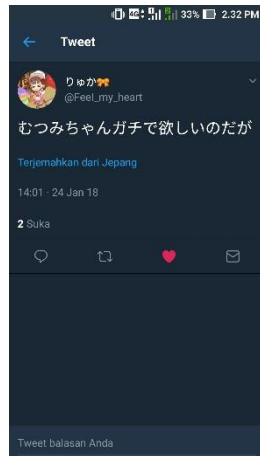 33% 2.32 PM
Tweet
りゅか🎀
@Feel_my_heart
むつみちゃんガチで欲しいのだが
Terjemahkan dari Jepang
14:01 · 24 Jan 18
2 Suka
Tweet balasan Anda